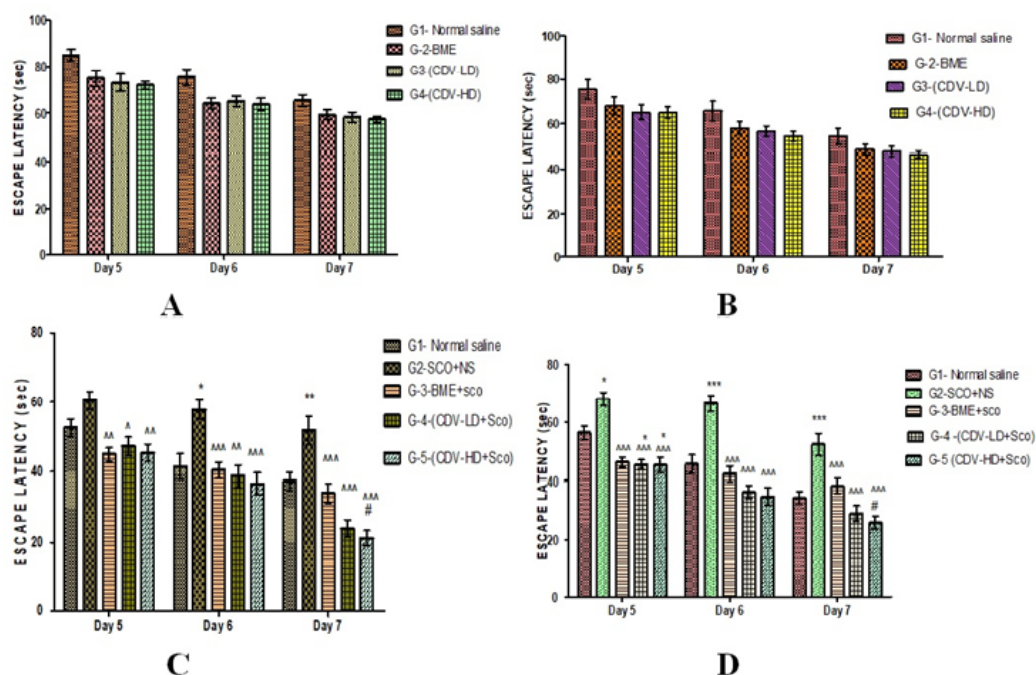 100
80
60
40
20
0
ESCAPE LATENCY (sec)
Day 5
Day 6
Day 7
G1- Normal saline
G-2-BME
G3-(CDV-LD)
G4-(CDV-HD)
A
100
80
60
40
20
0
ESCAPE LATENCY (sec)
Day 5
Day 6
Day 7
G1- Normal saline
G-2-BME
G3-(CDV-LD)
G4-(CDV-HD)
B
80
60
40
20
0
ESCAPE LATENCY (sec)
^^
^
^^
*
^^^
^^
^^^
**
^^^
^^^
^^^
#
Day 5
Day 6
Day 7
G1- Normal saline
G2-SCO+NS
G-3-BME+sco
G-4-(CDV-LD+Sco)
G-5-(CDV-HD+Sco)
C
80
60
40
20
0
ESCAPE LATENCY (sec)
*
^^^
*
^^^
*
^^^
***
^^^
^^^
^^^
***
^^^
^^^
^^^
#
Day 5
Day 6
Day 7
G1- Normal saline
G2-SCO+NS
G-3-BME+sco
G-4 -(CDV-LD+Sco)
G-5 (CDV-HD+Sco)
D